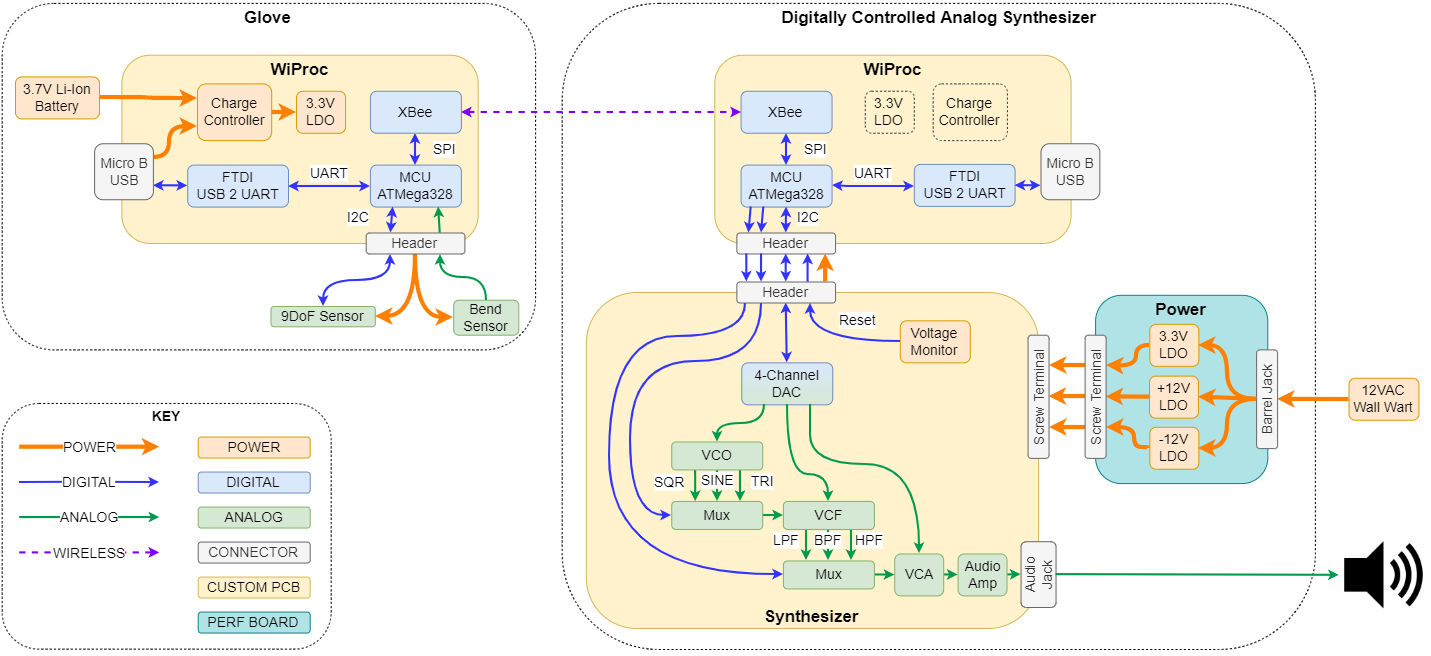 Glove
WiProc
3.7V Li-Ion
Battery
Charge
Controller
3.3V
LDO
XBee
SPI
Micro B
USB
FTDI
USB 2 UART
UART
MCU
ATMega328
I2C
Header
9DoF Sensor
Bend
Sensor
Digitally Controlled Analog Synthesizer
WiProc
XBee
3.3V
LDO
Charge
Controller
SPI
MCU
ATMega328
UART
FTDI
USB 2 UART
Micro B
USB
I2C
Header
Header
Reset
Voltage
Monitor
4-Channel
DAC
VCO
SQR
SINE
TRI
Mux
VCF
LPF
BPF
HPF
Mux
VCA
Audio
Amp
Audio
Jack
Synthesizer
Screw Terminal
Screw Terminal
Power
3.3V
LDO
+12V
LDO
-12V
LDO
Barrel Jack
12VAC
Wall Wart
KEY
POWER
POWER
DIGITAL
DIGITAL
ANALOG
ANALOG
WIRELESS
CONNECTOR
CUSTOM PCB
PERF BOARD